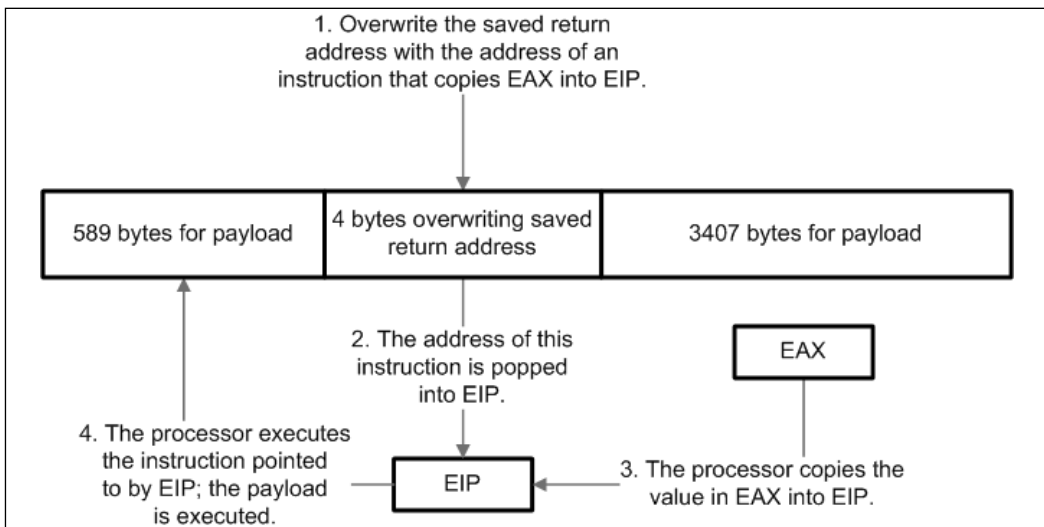 1. Overwrite the saved return
address with the address of an
instruction that copies EAX into EIP.
589 bytes for payload
4 bytes overwriting saved
return address
3407 bytes for payload
2. The address of this
instruction is popped
into EIP.
EAX
4. The processor executes
the instruction pointed
to by EIP; the payload
is executed.
EIP
3. The processor copies the
value in EAX into EIP.